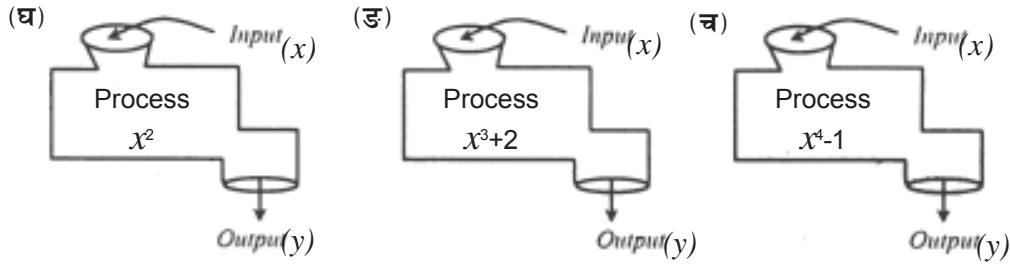 (घ)
Input(x)
Process
x²
Output(y)
(ङ)
Input(x)
Process
x³+2
Output(y)
(च)
Input(x)
Process
x⁴-1
Output(y)